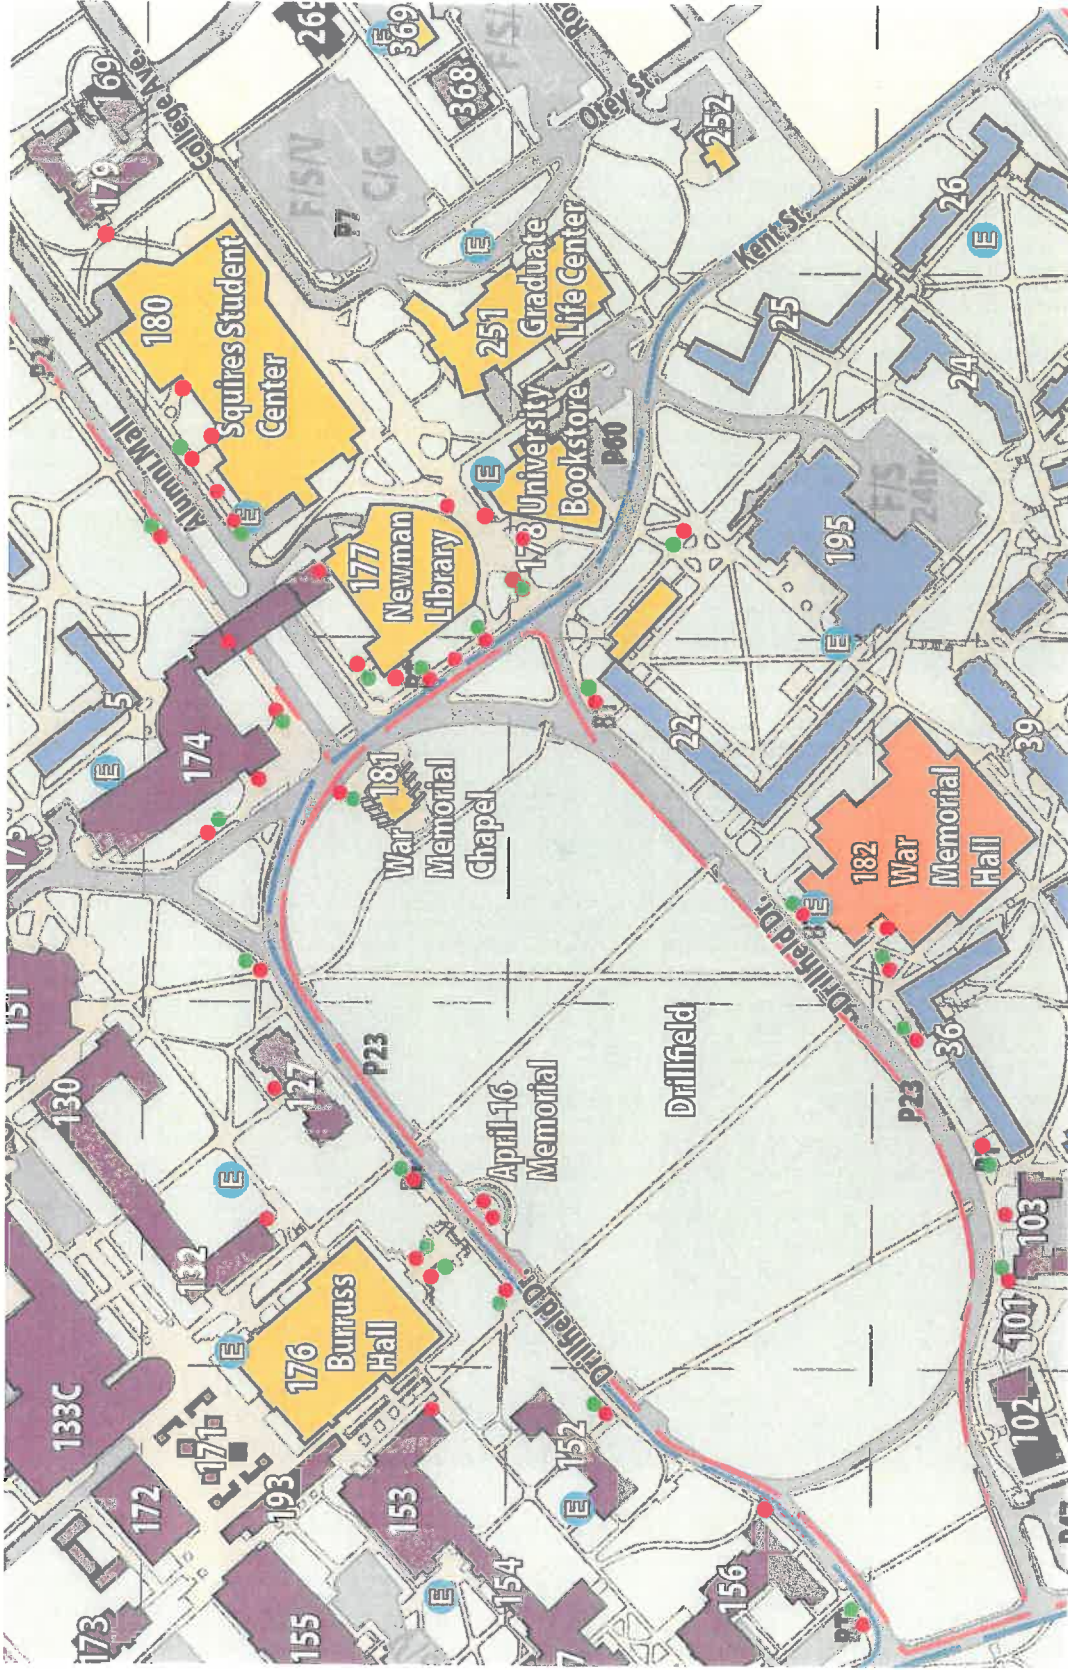 173
172
133C
132
130
151
175
5
179
169
College Ave.
269
155
193
171
176
Burruss
Hall
127
174
Alumni Mall
P24
180
Squires Student
Center
F/S/V
C/G
P7
369
368
F/S/
153
154
152
156
P23
April-16
Memorial
181
War
Memorial
Chapel
177
Newman
Library
251
Graduate
Life Center
178 University
Bookstore
P60
Otey St.
252
Drillfield Dr.
Drillfield
22
Kent St.
25
195
F/S
24
26
Drillfield Dr.
182
War
Memorial
Hall
P23
36
39
102
101
103
E
E
E
E
E
E
E
E
E
E
E
E
E